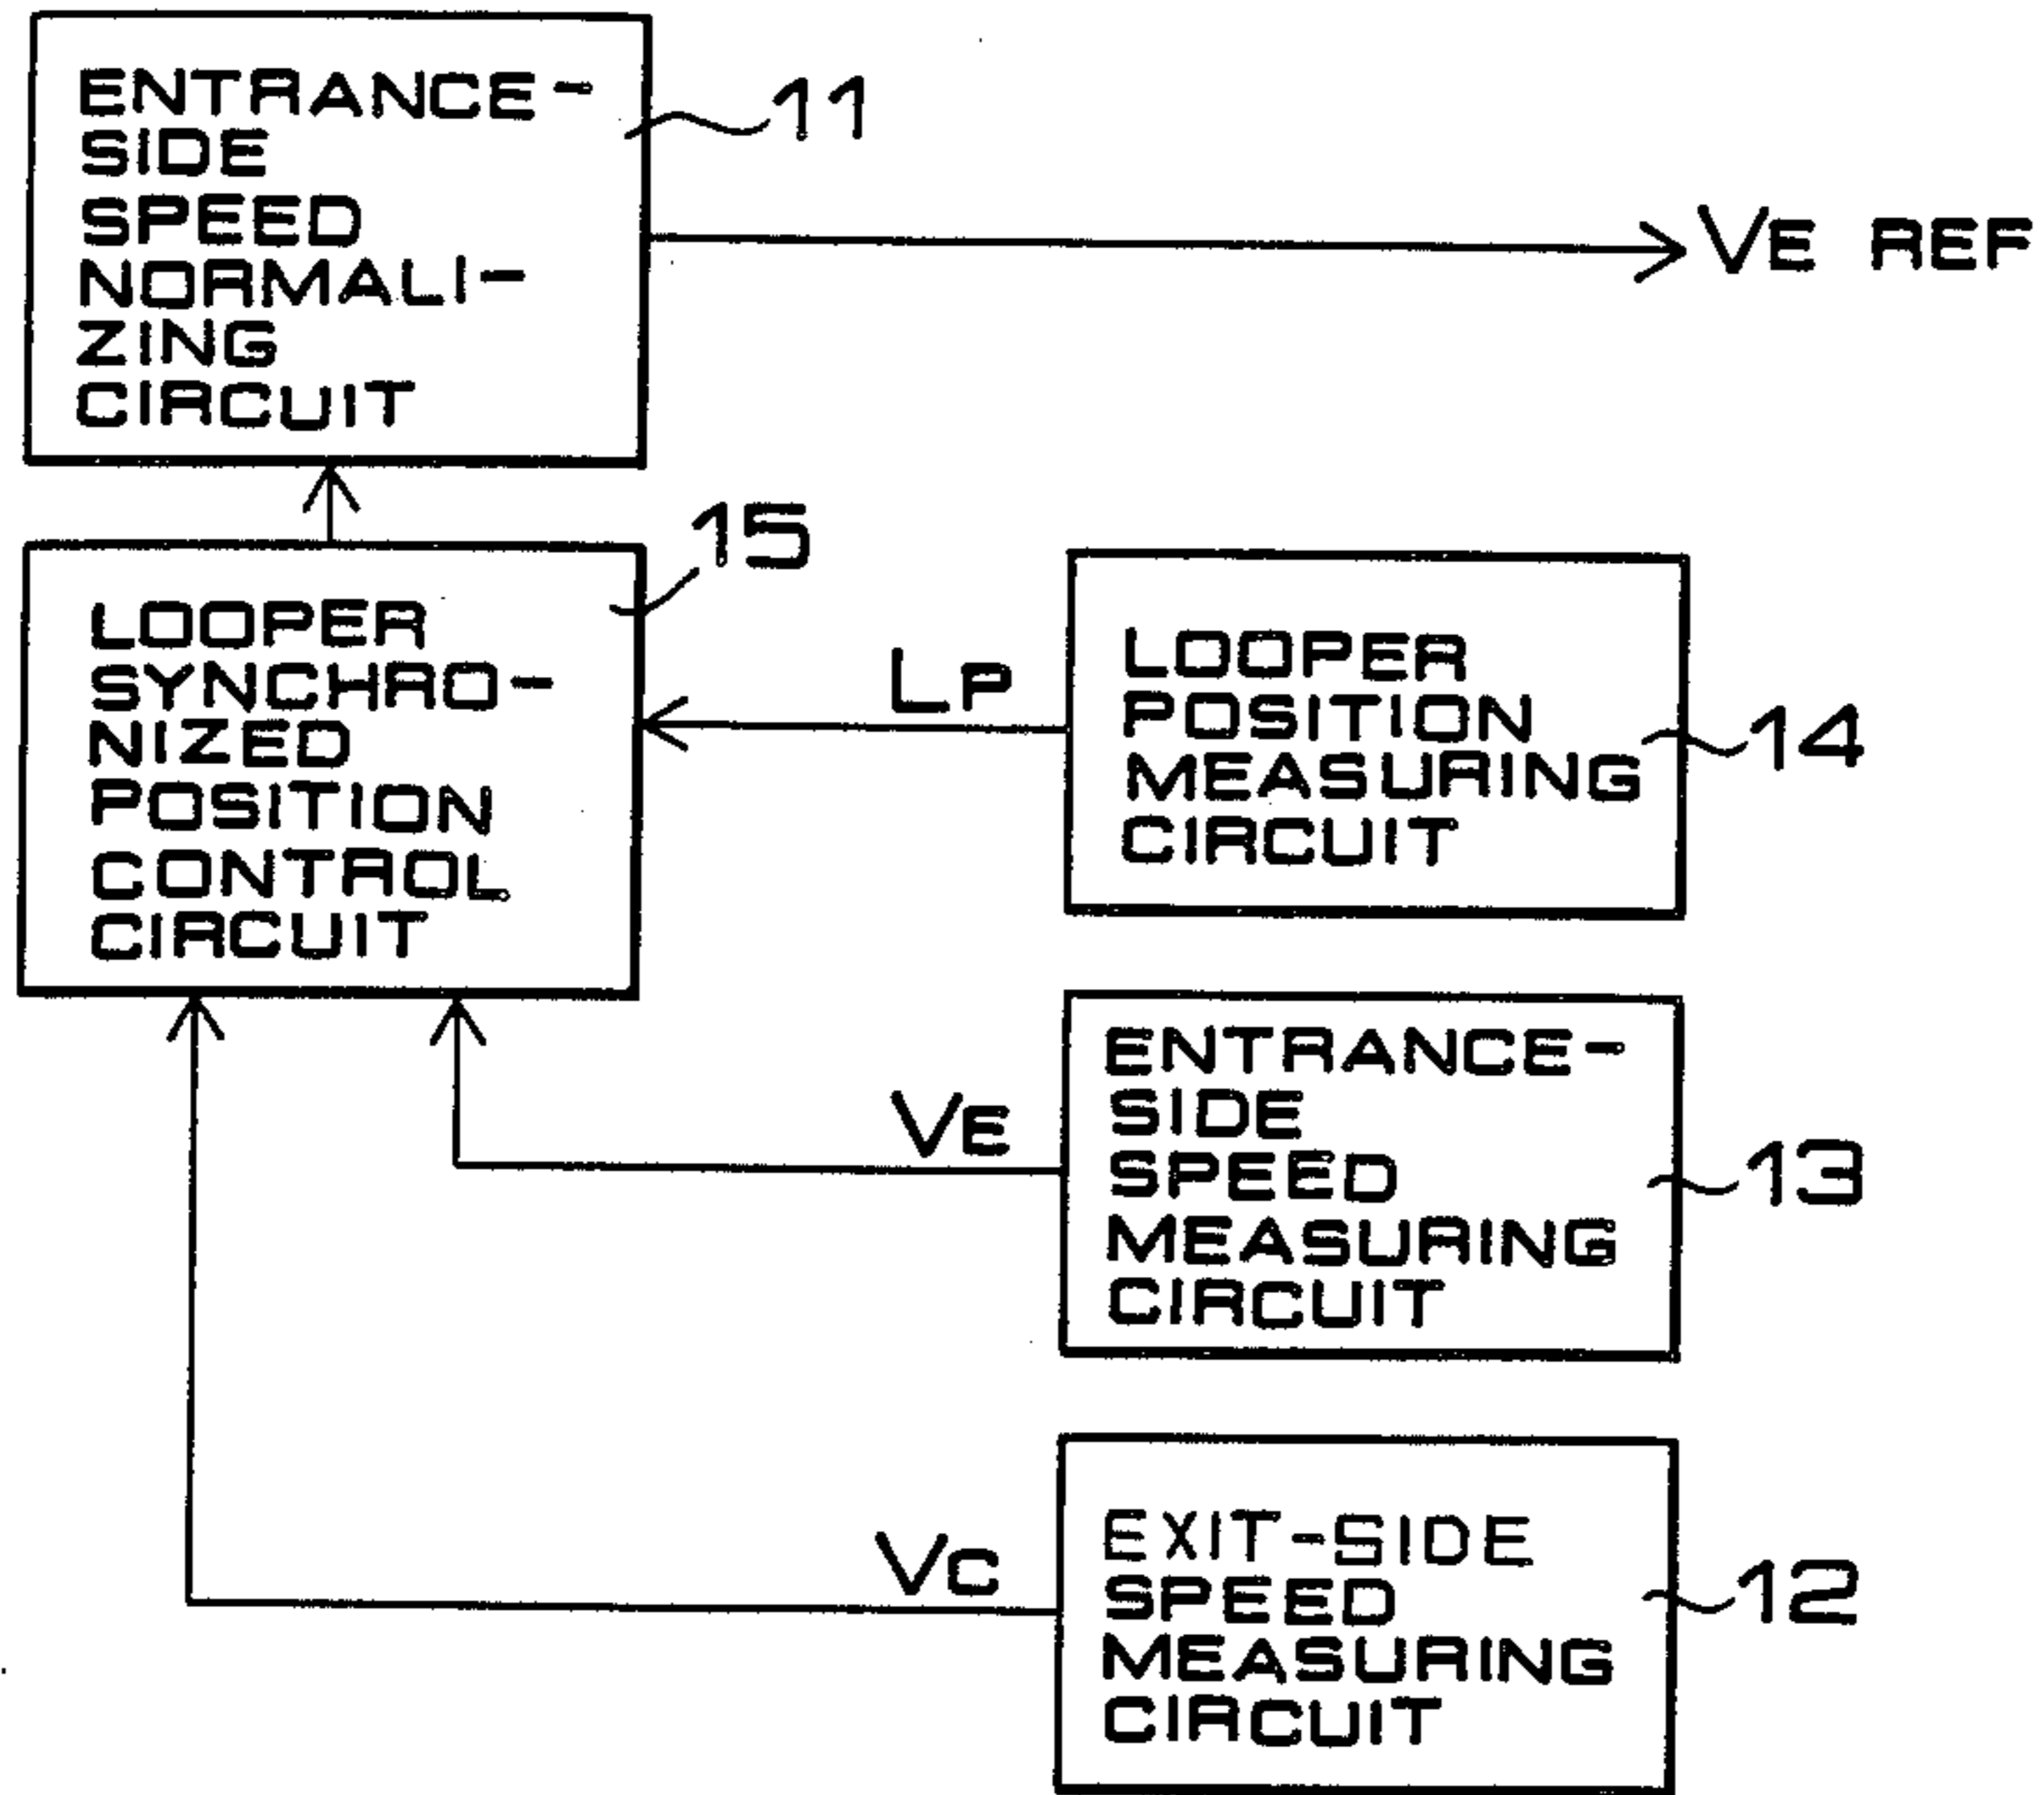 ENTRANCE-
SIDE
SPEED
NORMALI-
ZING
CIRCUIT
11
VE REF
LOOPER
SYNCHRO-
NIZED
POSITION
CONTROL
CIRCUIT
15
LP
LOOPER
POSITION
MEASURING
CIRCUIT
14
VE
ENTRANCE-
SIDE
SPEED
MEASURING
CIRCUIT
13
VC
EXIT-SIDE
SPEED
MEASURING
CIRCUIT
12